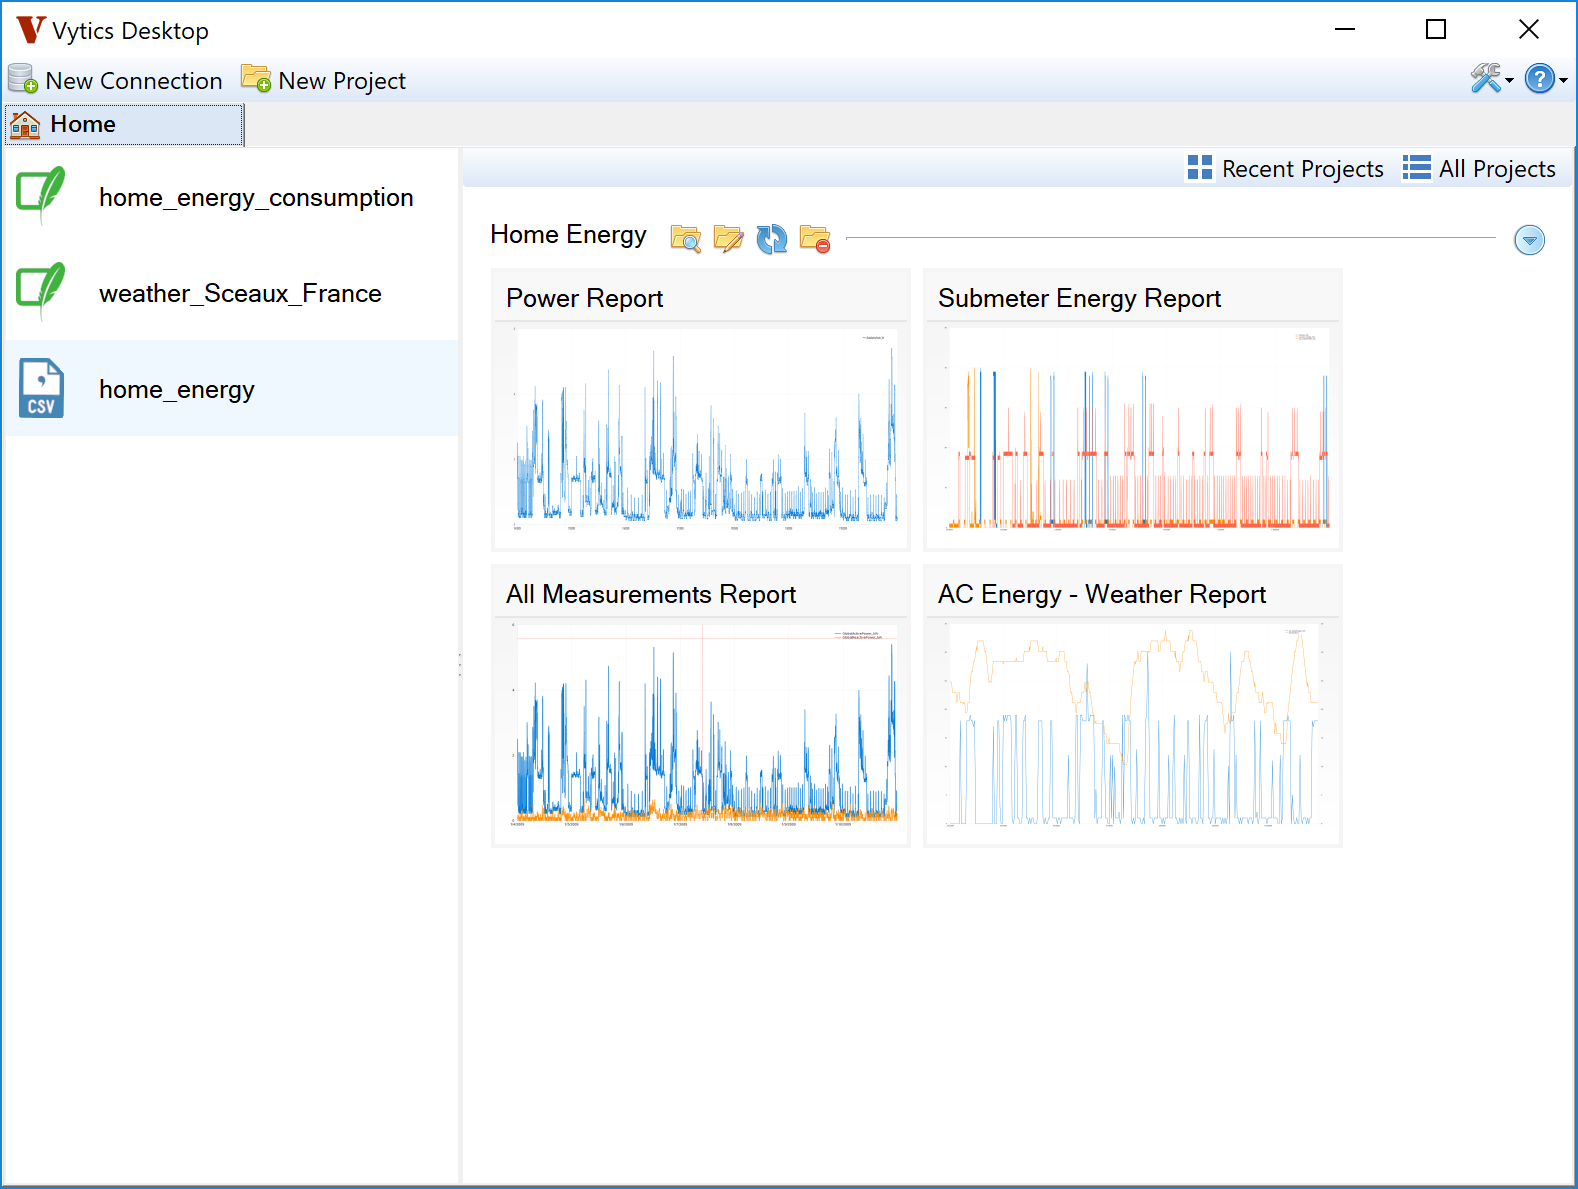 Vytics Desktop
New Connection
New Project
Home
home_energy_consumption
weather_Sceaux_France
CSV
home_energy
Recent Projects
All Projects
Home Energy
Power Report
Submeter Energy Report
All Measurements Report
AC Energy - Weather Report